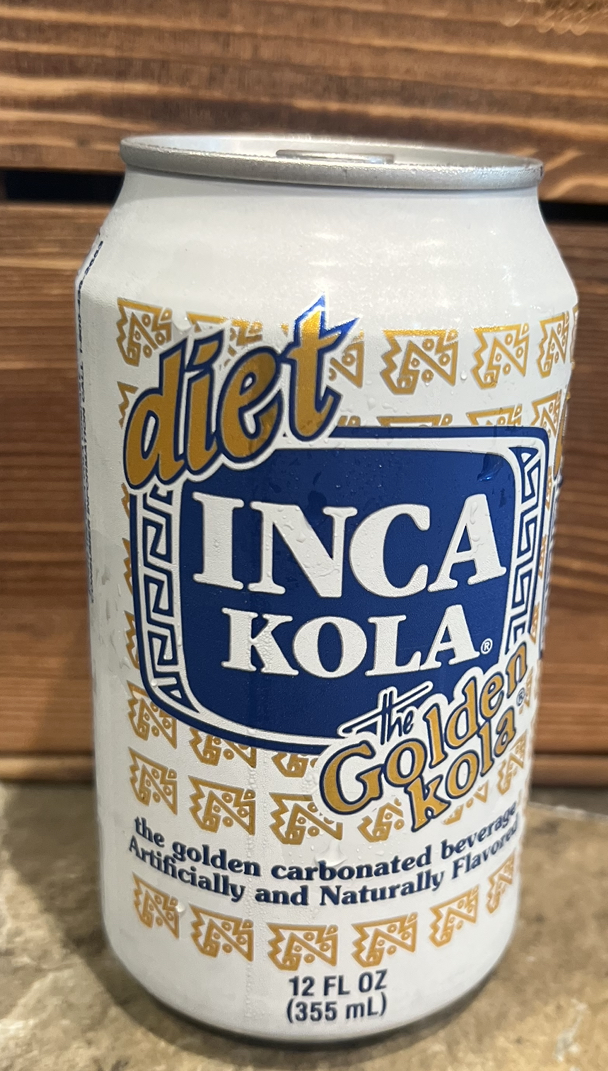 diet
INCA
KOLA®
the
Golden
kola®
the golden carbonated beverage
Artificially and Naturally Flavored
12 FL OZ
(355 mL)